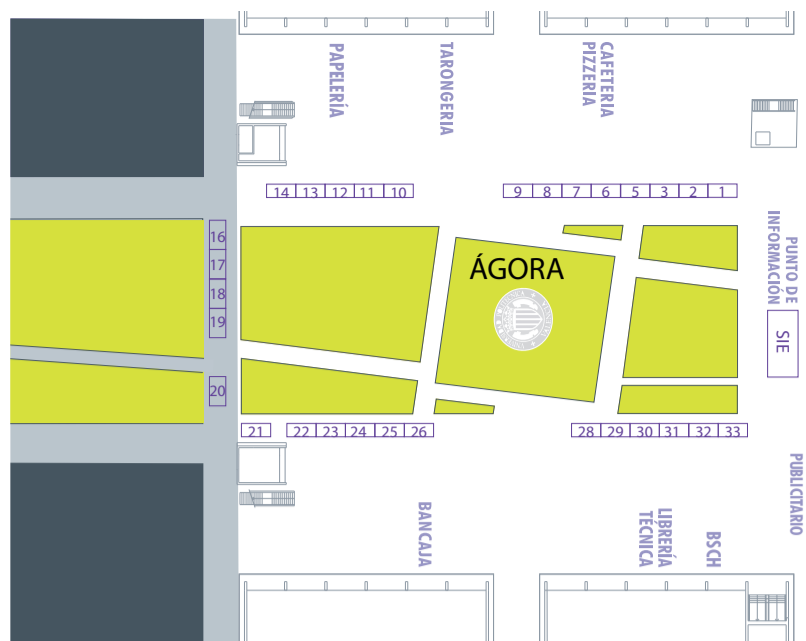 PAPELERÍA
TARONGERIA
CAFETERIA
PIZZERIA
14 13 12 11 10
9 8 7 6 5 3 2 1
16
17
18
19
20
ÁGORA
PUNTO DE
INFORMACIÓN
SIE
21 22 23 24 25 26
28 29 30 31 32 33
BANCAJA
LIBRERÍA
TÉCNICA
BSCH
PUBLICITARIO